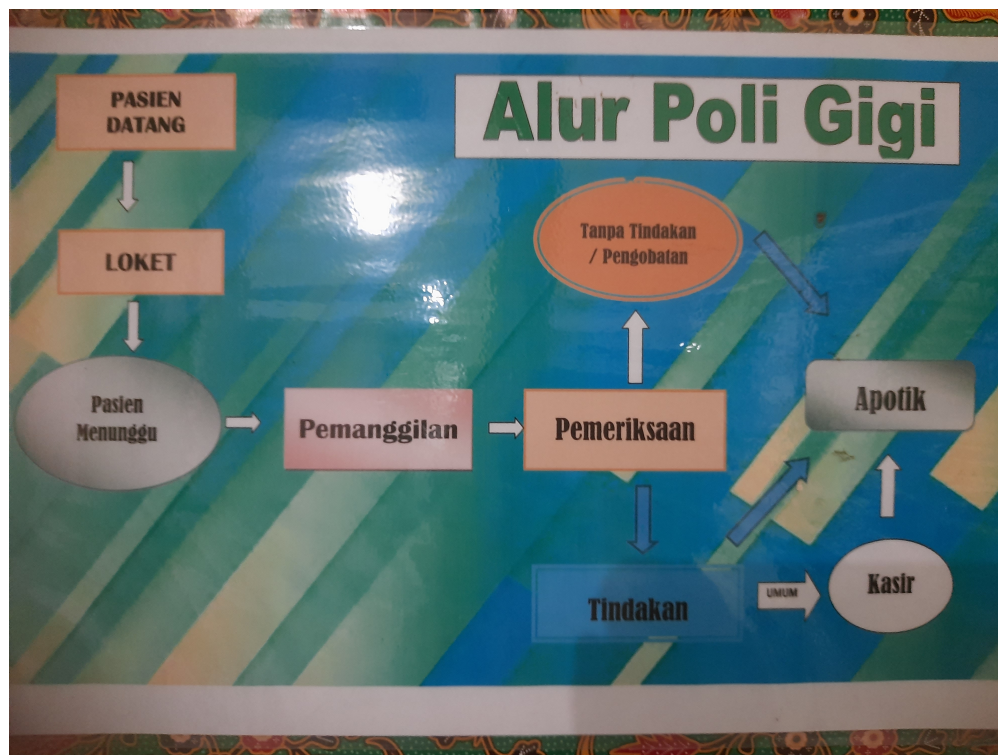 Alur Poli Gigi
PASIEN
DATANG
LOKET
Pasien
Menunggu
Pemanggilan
Pemeriksaan
Tanpa Tindakan
/ Pengobatan
Tindakan
UMUM
Kasir
Apotik